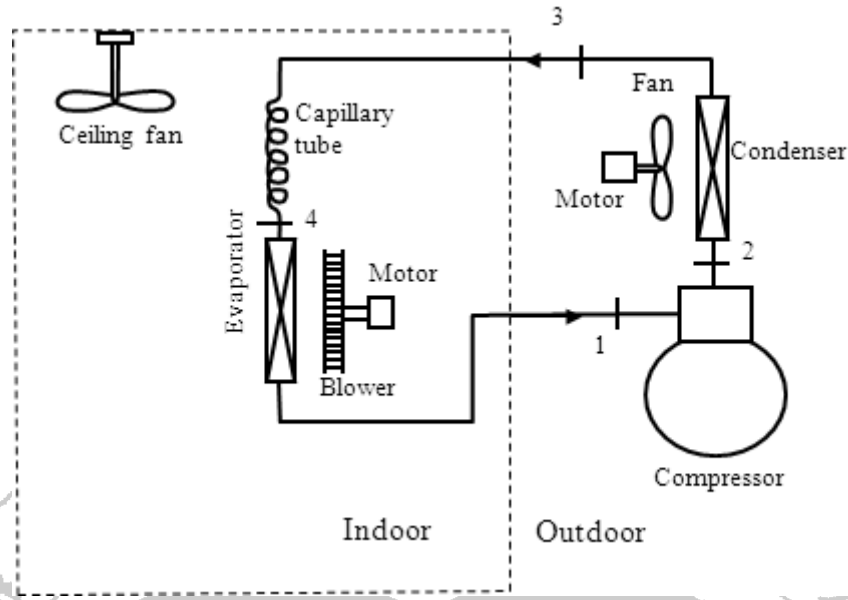 3
Fan
Capillary
tube
Ceiling fan
Condenser
Motor
Evaporator
4
2
Motor
1
Blower
Compressor
Indoor
Outdoor